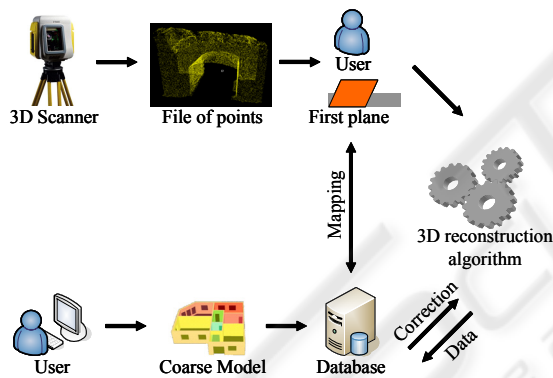 User
3D Scanner
File of points
First plane
Mapping
3D reconstruction
algorithm
Correction
Data
User
Coarse Model
Database